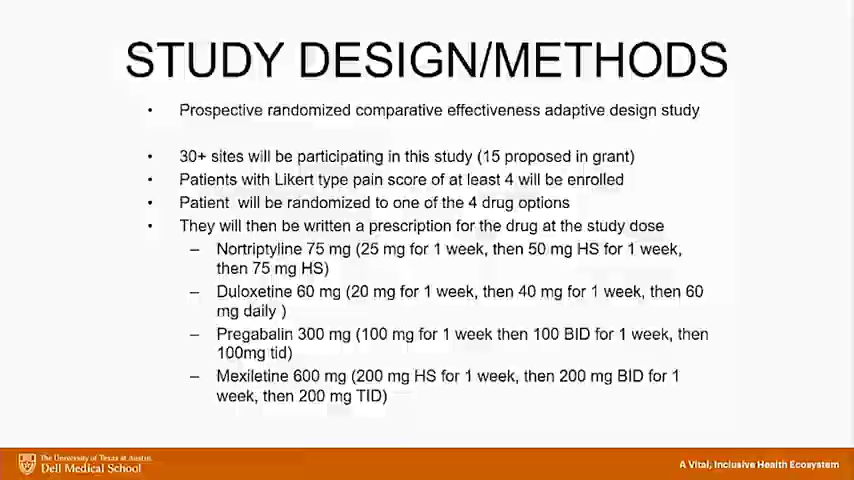 STUDY DESIGN/METHODS
• Prospective randomized comparative effectiveness adaptive design study
• 30+ sites will be participating in this study (15 proposed in grant)
• Patients with Likert type pain score of at least 4 will be enrolled
• Patient will be randomized to one of the 4 drug options
• They will then be written a prescription for the drug at the study dose
– Nortriptyline 75 mg (25 mg for 1 week, then 50 mg HS for 1 week,
then 75 mg HS)
– Duloxetine 60 mg (20 mg for 1 week, then 40 mg for 1 week, then 60
mg daily )
– Pregabalin 300 mg (100 mg for 1 week then 100 BID for 1 week, then
100mg tid)
– Mexiletine 600 mg (200 mg HS for 1 week, then 200 mg BID for 1
week, then 200 mg TID)
The University of Texas at Austin
Dell Medical School
A Vital, Inclusive Health Ecosystem